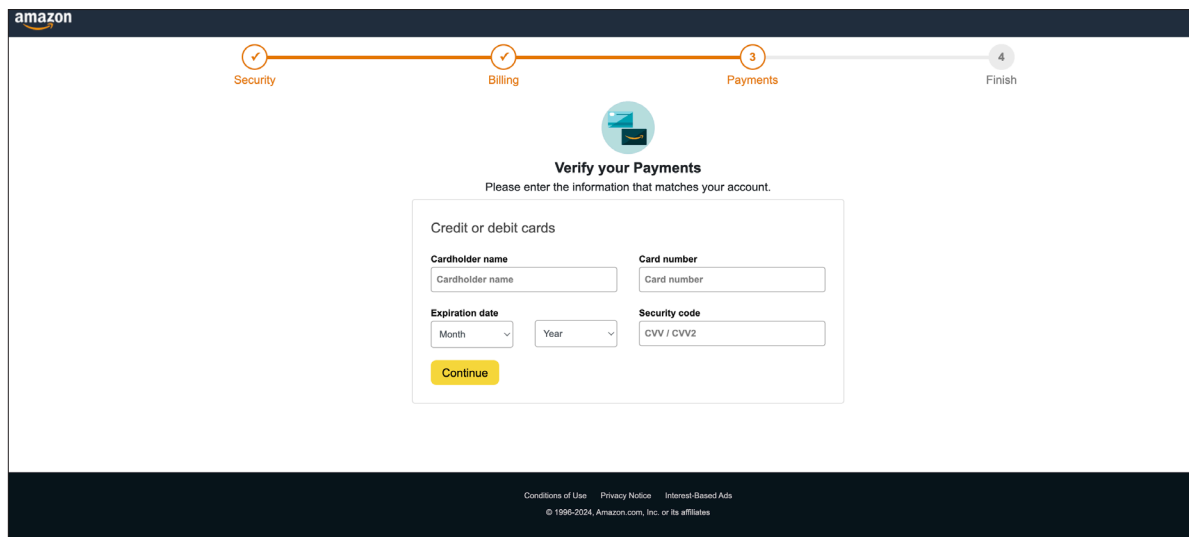 amazon
3 4
Security Billing Payments Finish
Verify your Payments
Please enter the information that matches your account.
Credit or debit cards
Cardholder name Card number
Cardholder name Card number
Expiration date Security code
Month Year CVV / CVV2
Continue
Conditions of Use Privacy Notice Interest-Based Ads
© 1996-2024, Amazon.com, Inc. or its affiliates